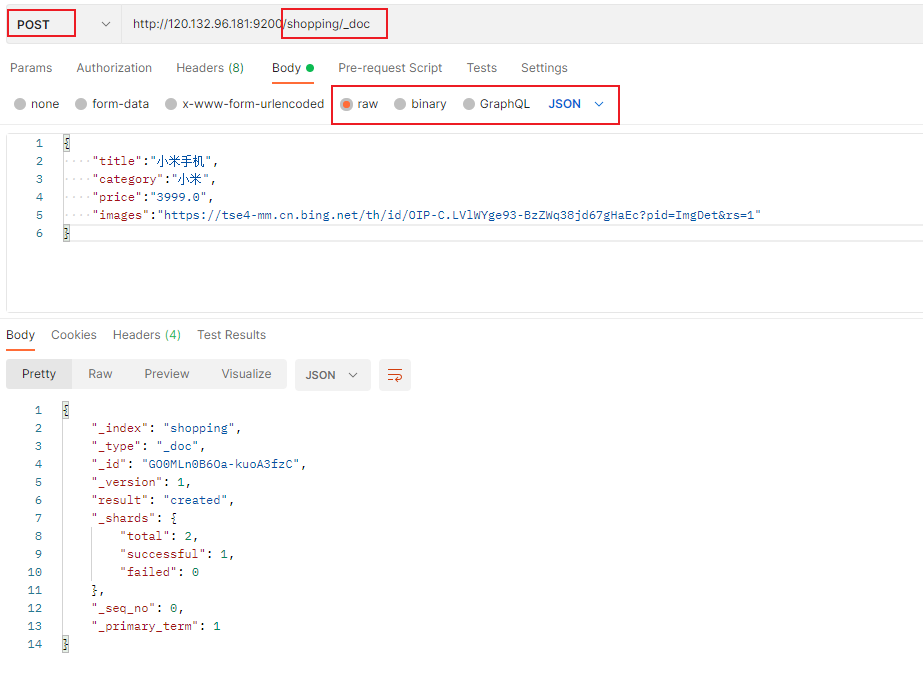 POST http://120.132.96.181:9200/shopping/_doc
Params Authorization Headers (8) Body Pre-request Script Tests Settings
none form-data x-www-form-urlencoded raw binary GraphQL JSON
1 {
2 ····"title":"小米手机",
3 ····"category":"小米",
4 ····"price":"3999.0",
5 ····"images":"https://tse4-mm.cn.bing.net/th/id/OIP-C.LVlWYge93-BzZWq38jd67gHaEc?pid=ImgDet&rs=1"
6 }
Body Cookies Headers (4) Test Results
Pretty Raw Preview Visualize JSON
1 {
2 "_index": "shopping",
3 "_type": "_doc",
4 "_id": "GO0MLn0B6Oa-kuoA3fzC",
5 "_version": 1,
6 "result": "created",
7 "_shards": {
8 "total": 2,
9 "successful": 1,
10 "failed": 0
11 },
12 "_seq_no": 0,
13 "_primary_term": 1
14 }